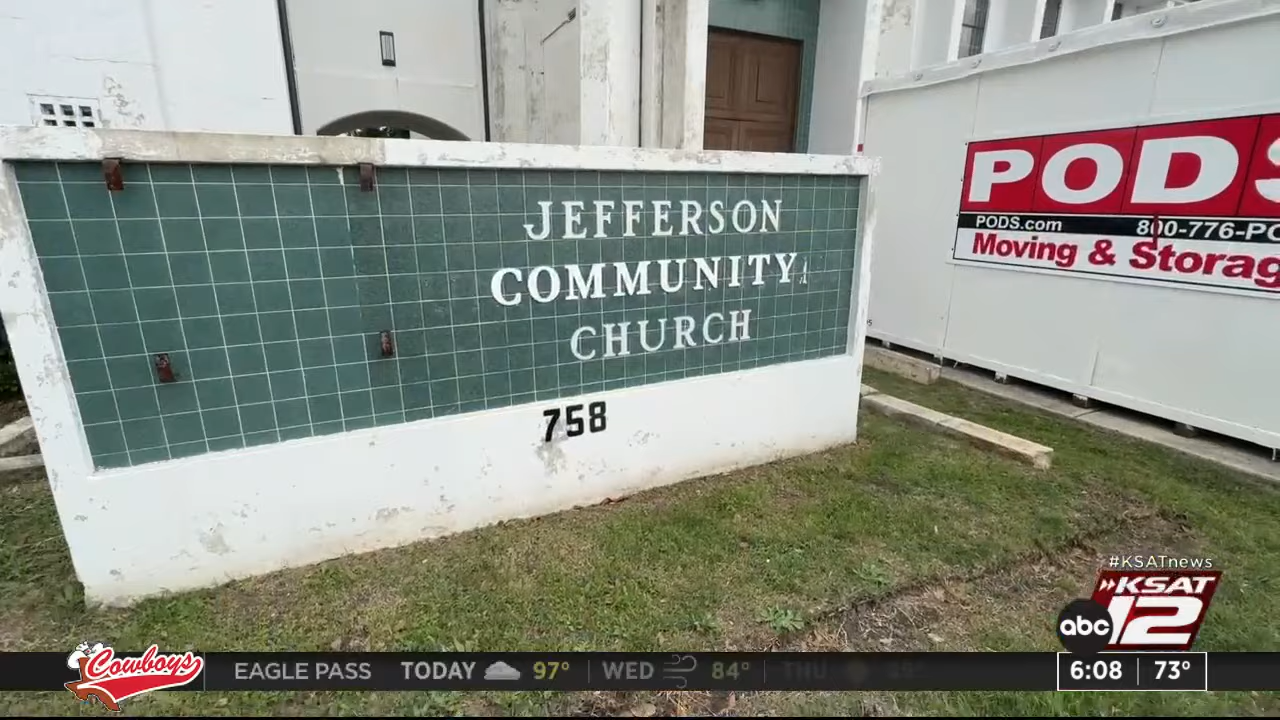 JEFFERSON
COMMUNITY
CHURCH
758
PODS
PODS.com 800-776-PO
Moving & Storag
#KSATnews
KSAT
abc 12
Cowboys
EAGLE PASS TODAY 97° WED 84° THU
6:08 73°